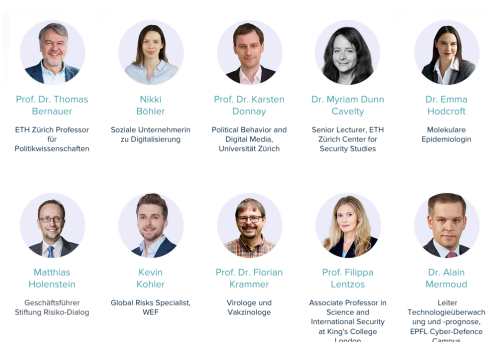 Prof. Dr. Thomas
Bernauer
ETH Zürich Professor
für
Politikwissenschaften
Nikki
Böhler
Soziale Unternehmerin
zu Digitalisierung
Prof. Dr. Karsten
Donnay
Political Behavior and
Digital Media,
Universität Zürich
Dr. Myriam Dunn
Cavelty
Senior Lecturer, ETH
Zürich Center for
Security Studies
Dr. Emma
Hodcroft
Molekulare
Epidemiologin
Matthias
Holenstein
Geschäftsführer
Stiftung Risiko-Dialog
Kevin
Kohler
Global Risks Specialist,
WEF
Prof. Dr. Florian
Krammer
Virologe und
Vakzinologe
Prof. Filippa
Lentzos
Associate Professor in
Science and
International Security
at King's College
London
Dr. Alain
Mermoud
Leiter
Technologieüberwach
ung und -prognose,
EPFL Cyber-Defence
Campus